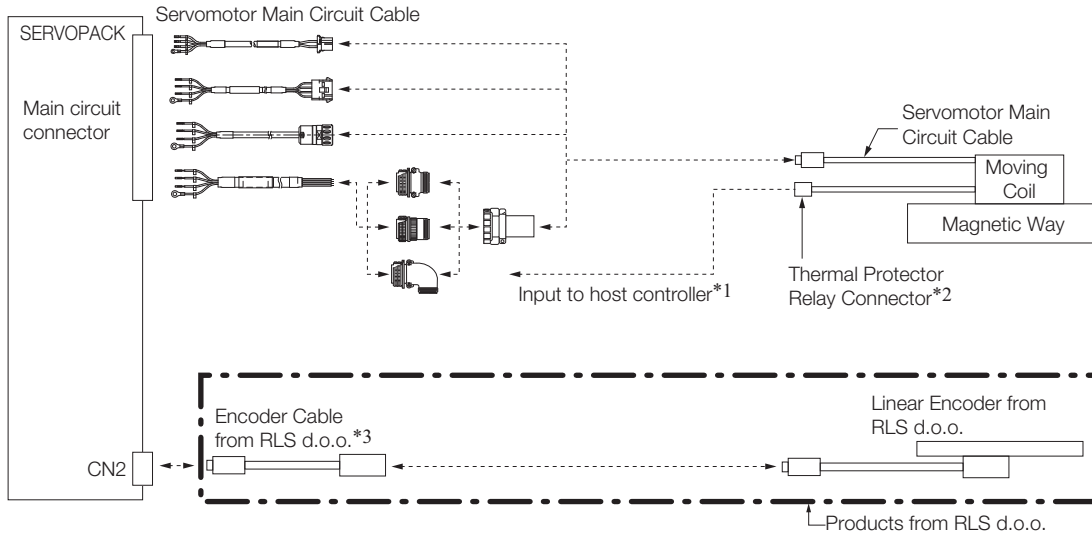 Servomotor Main Circuit Cable
SERVOPACK
Main circuit
connector
Servomotor Main
Circuit Cable
Moving
Coil
Magnetic Way
Thermal Protector
Relay Connector*2
Input to host controller*1
Encoder Cable
from RLS d.o.o.*3
Linear Encoder from
RLS d.o.o.
CN2
Products from RLS d.o.o.